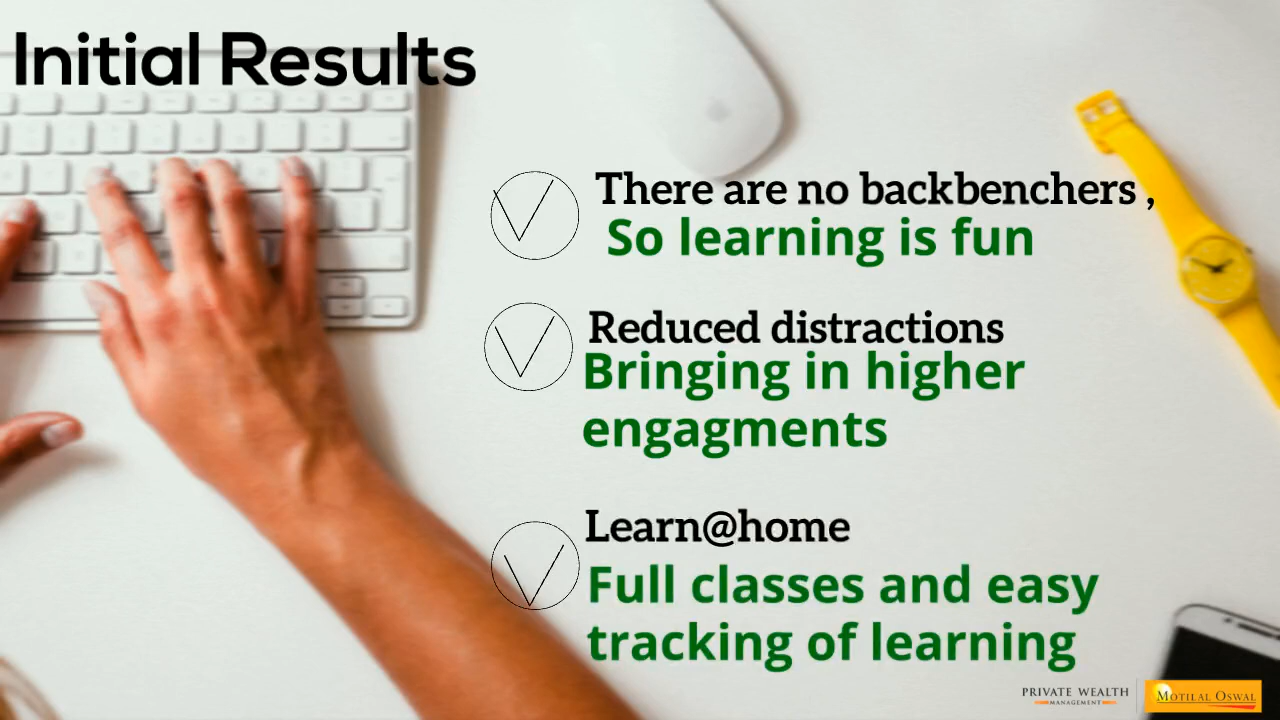 Initial Results
There are no backbenchers ,
So learning is fun
Reduced distractions
Bringing in higher
engagments
Learn@home
Full classes and easy
tracking of learning
PRIVATE WEALTH
MANAGEMENT
MOTILAL OSWAL